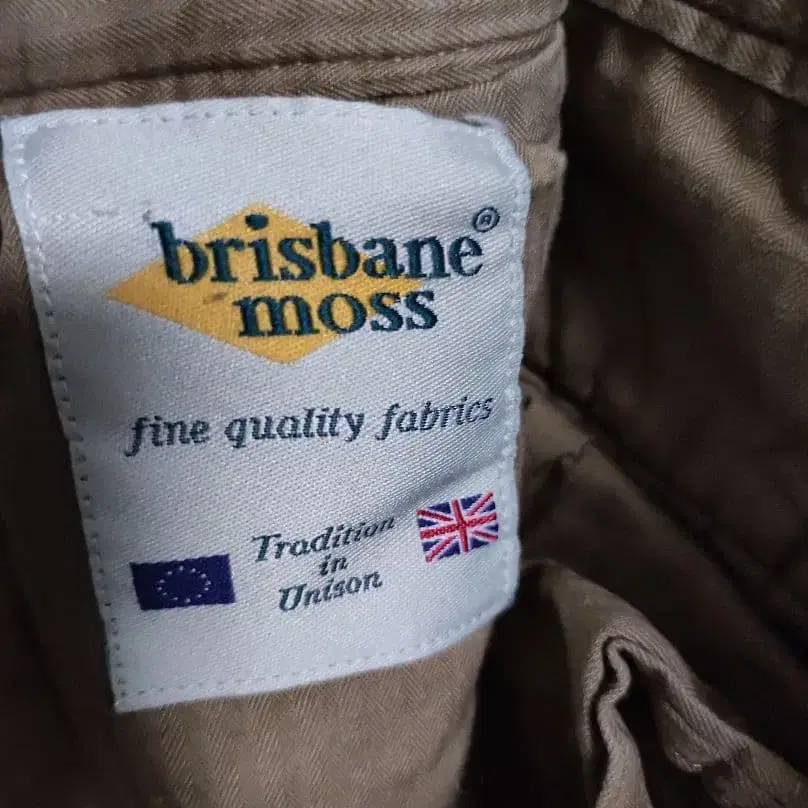 brisbane®
moss
fine quality fabrics
Tradition
in
Unison